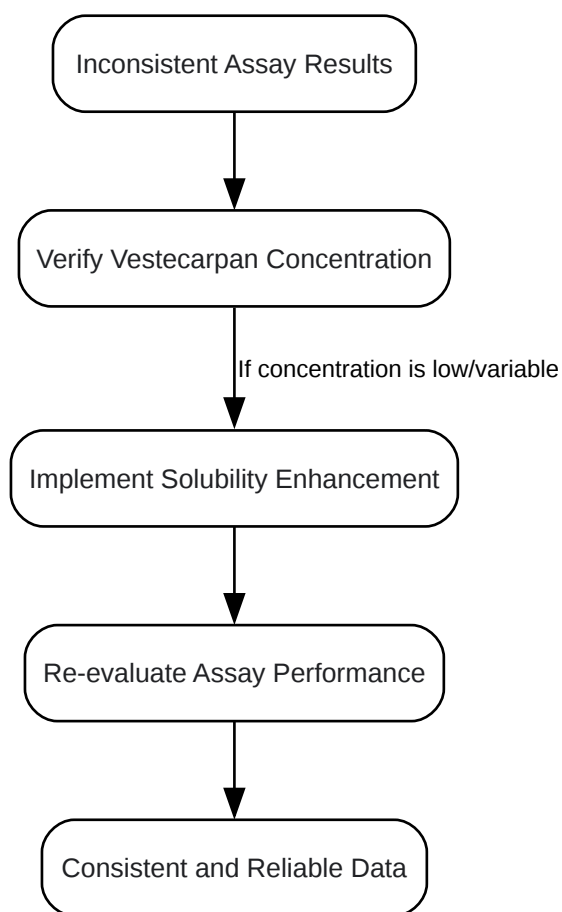 Inconsistent Assay Results
Verify Vestecarpan Concentration
If concentration is low/variable
Implement Solubility Enhancement
Re-evaluate Assay Performance
Consistent and Reliable Data